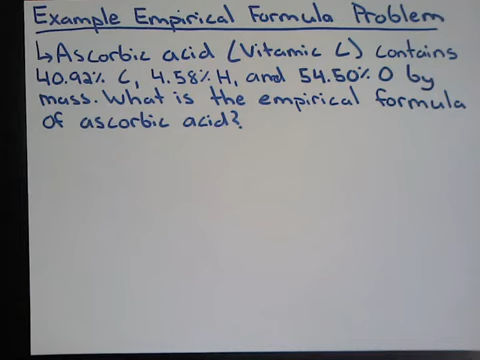 Example Empirical Formula Problem
↳Ascorbic acid (Vitamic C) contains
40.92% C, 4.58% H, and 54.50% O by
mass. What is the empirical formula
of ascorbic acid?